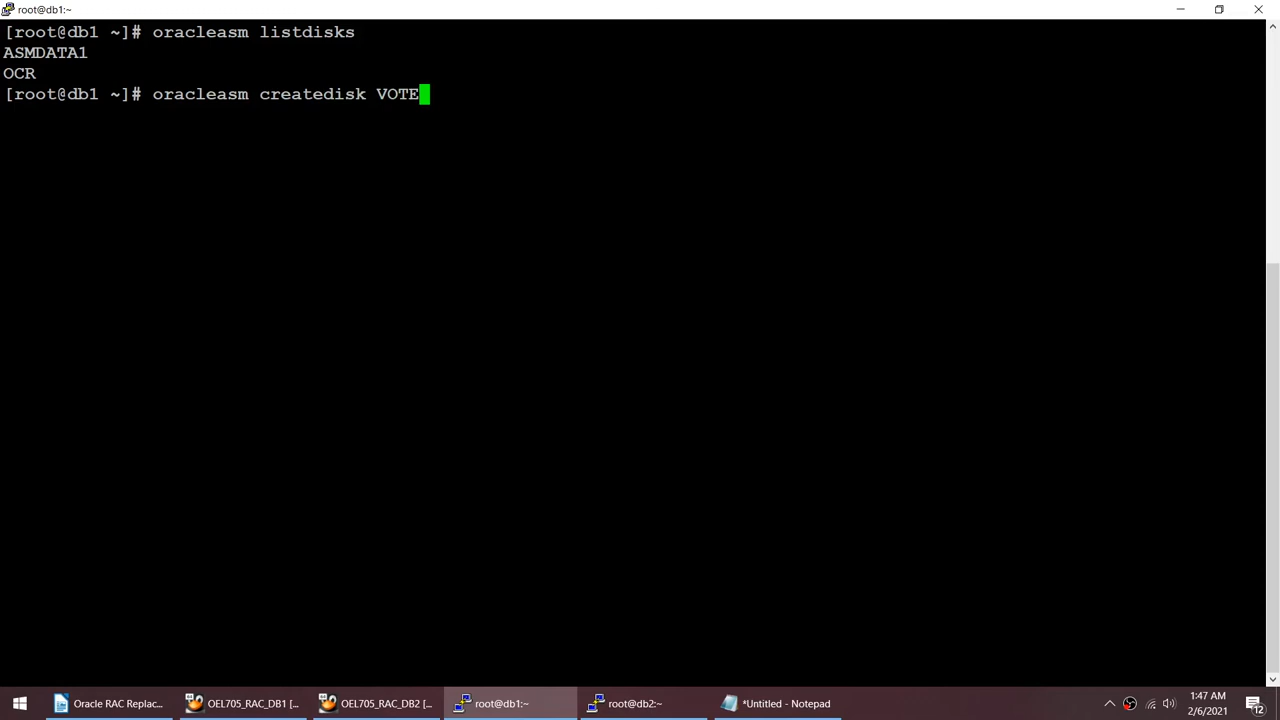 root@db1:~
[root@db1 ~]# oracleasm listdisks
ASMDATA1
OCR
[root@db1 ~]# oracleasm createdisk VOTE
Oracle RAC Replac...
OEL705_RAC_DB1 [...
OEL705_RAC_DB2 [...
root@db1:~
root@db2:~
*Untitled - Notepad
1:47 AM
2/6/2021
12